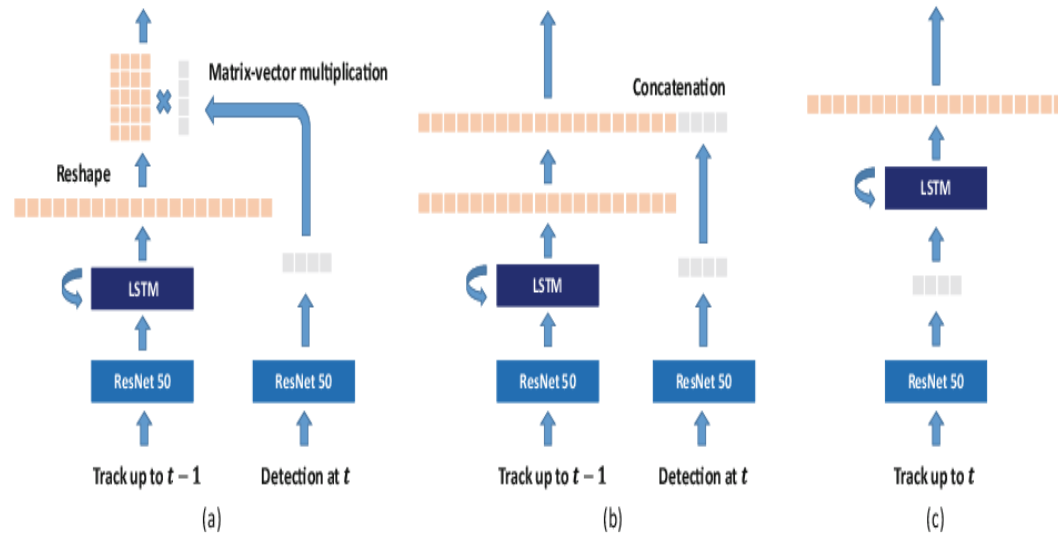 Matrix-vector multiplication
Reshape
LSTM
ResNet 50
ResNet 50
Track up to t − 1
Detection at t
(a)
Concatenation
LSTM
ResNet 50
ResNet 50
Track up to t − 1
Detection at t
(b)
LSTM
ResNet 50
Track up to t
(c)